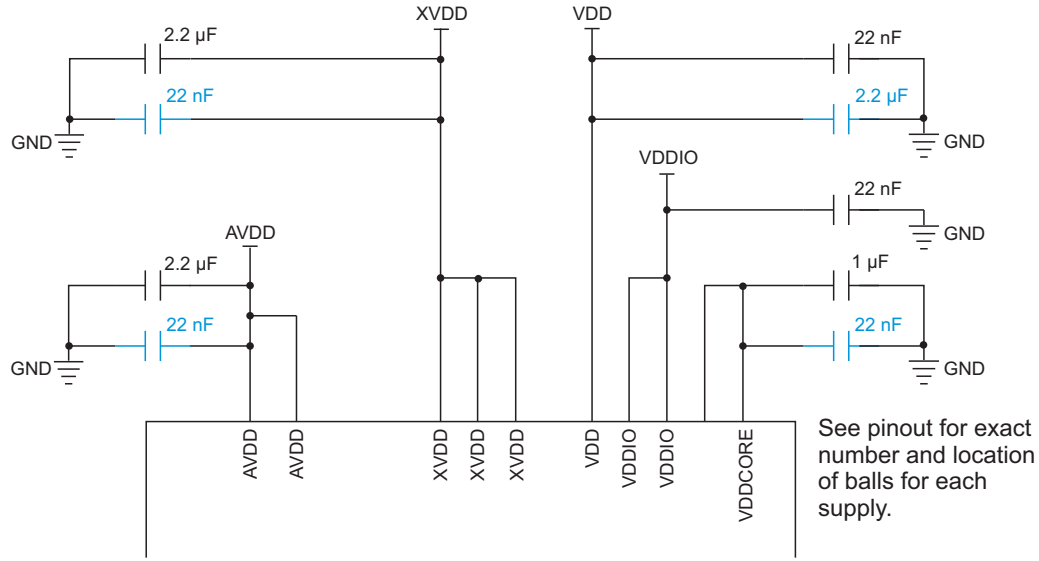 XVDD
VDD
2.2 µF
22 nF
22 nF
2.2 µF
GND
GND
VDDIO
22 nF
AVDD
GND
2.2 µF
1 µF
22 nF
22 nF
GND
GND
AVDD
AVDD
XVDD
XVDD
XVDD
VDD
VDDIO
VDDIO
VDDCORE
See pinout for exact
number and location
of balls for each
supply.